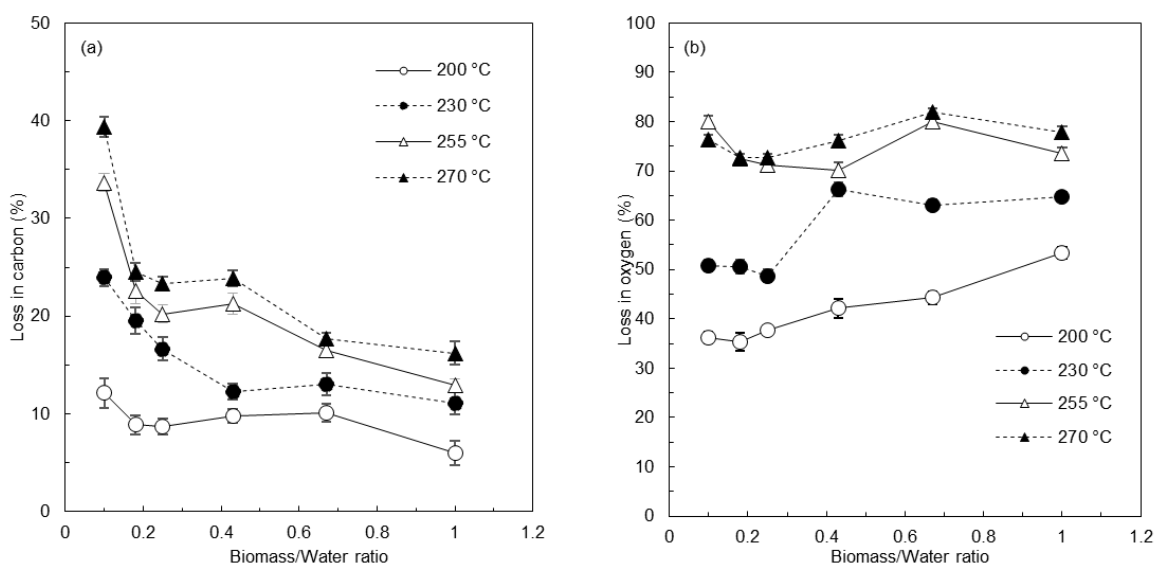 (a)
Loss in carbon (%)
50
40
30
20
10
0
200 °C
230 °C
255 °C
270 °C
0 0.2 0.4 0.6 0.8 1 1.2
Biomass/Water ratio
(b)
Loss in oxygen (%)
100
90
80
70
60
50
40
30
20
10
0
200 °C
230 °C
255 °C
270 °C
0 0.2 0.4 0.6 0.8 1 1.2
Biomass/Water ratio